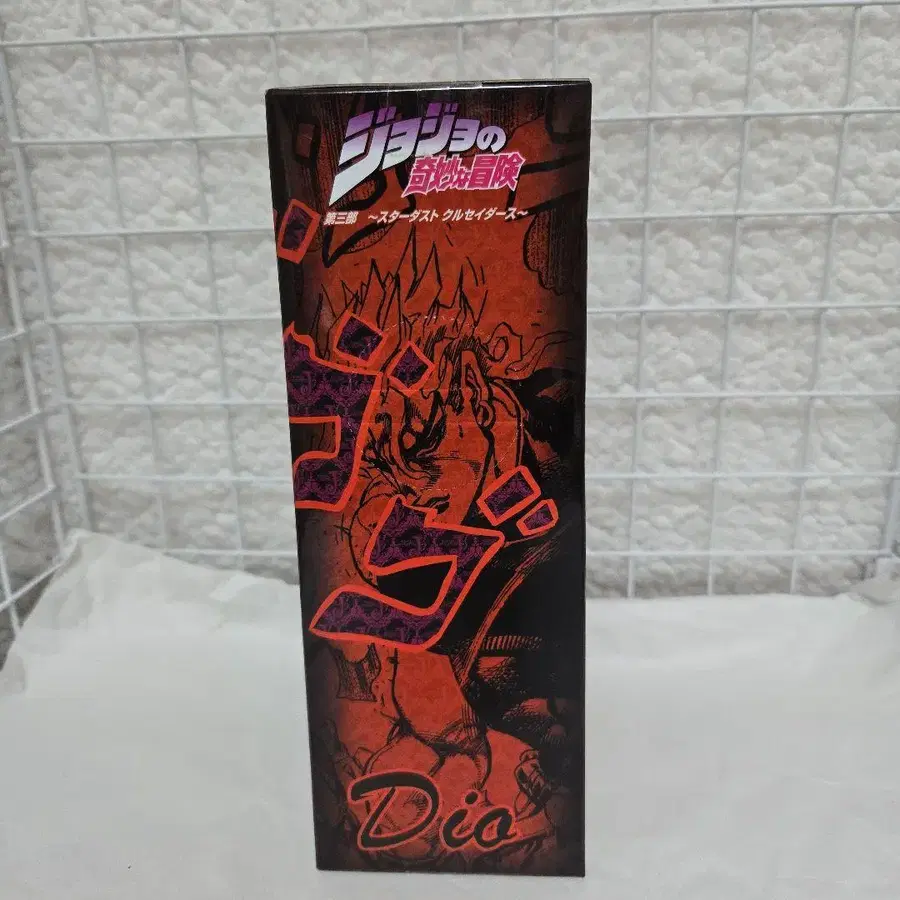 ジョジョの
奇妙な冒険
第三部 ～スターダスト クルセイダース～
ゴ
ゴ
Dio